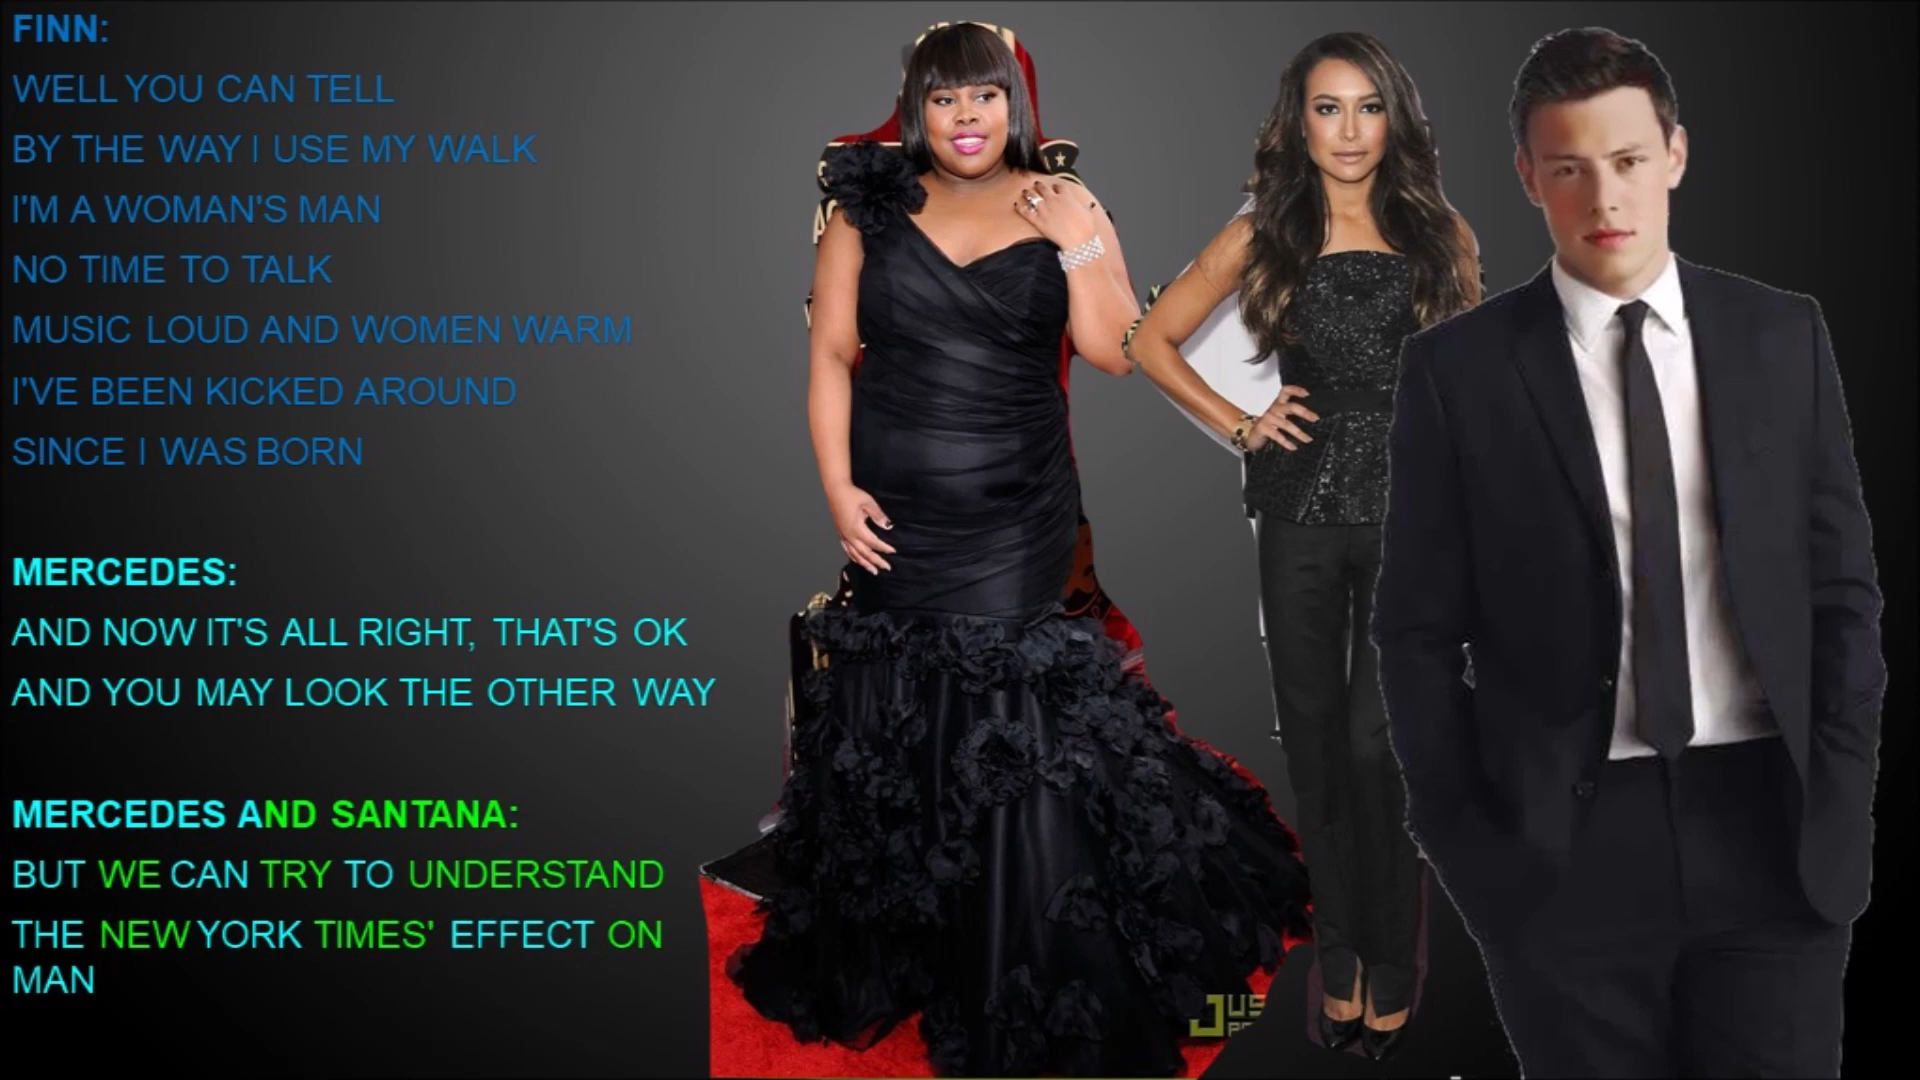 FINN:
WELL YOU CAN TELL
BY THE WAY I USE MY WALK
I'M A WOMAN'S MAN
NO TIME TO TALK
MUSIC LOUD AND WOMEN WARM
I'VE BEEN KICKED AROUND
SINCE I WAS BORN
MERCEDES:
AND NOW IT'S ALL RIGHT, THAT'S OK
AND YOU MAY LOOK THE OTHER WAY
MERCEDES AND SANTANA:
BUT WE CAN TRY TO UNDERSTAND
THE NEW YORK TIMES' EFFECT ON
MAN